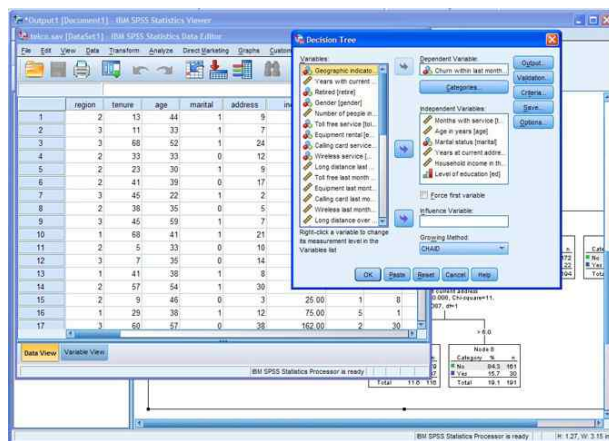 *Output1 [Document1] - IBM SPSS Statistics Viewer
telco.sav [DataSet1] - IBM SPSS Statistics Data Editor
File Edit View Data Transform Analyze Direct Marketing Graphs
region tenure age marital address
1 2 13 44 1 9
2 3 11 33 1 7
3 3 68 52 1 24
4 2 33 33 0 12
5 2 23 30 1 9
6 2 41 39 0 17
7 3 45 22 1 2
8 2 38 35 0 5
9 3 45 59 1 7
10 1 68 41 1 21
11 2 5 33 0 10
12 3 7 35 0 14
13 1 41 38 1 8
14 2 57 54 1 30
15 2 9 46 0 3 25.00 1 8
16 1 29 38 1 12 75.00 5 1
17 3 60 57 0 38 162.00 2 30
Data View Variable View
IBM SPSS Statistics Processor is ready
Decision Tree
Variables:
Geographic indicato...
Years with current ...
Retired [retire]
Gender [gender]
Number of people in...
Toll free service [tol...
Equipment rental [e...
Calling card service...
Wireless service [...
Long distance last ...
Toll free last month ...
Equipment last mont...
Calling card last mo...
Wireless last month...
Long distance over ...
Right-click a variable to change
its measurement level in the
Variables list
Dependent Variable:
Churn within last month...
Categories...
Independent Variables:
Months with service [t...
Age in years [age]
Marital status [marital]
Years at current addre...
Household income in th...
Level of education [ed]
Force first variable
Influence Variable:
Growing Method:
CHAID
Output...
Validation...
Criteria...
Save...
Options...
OK Paste Reset Cancel Help
> 6.0
Node 8
Category % n
No 84.3 161
Yes 15.7 30
Total 19.1 191
Total 11.6 116
IBM SPSS Statistics Processor is ready H: 1.27, W: 3.15 in